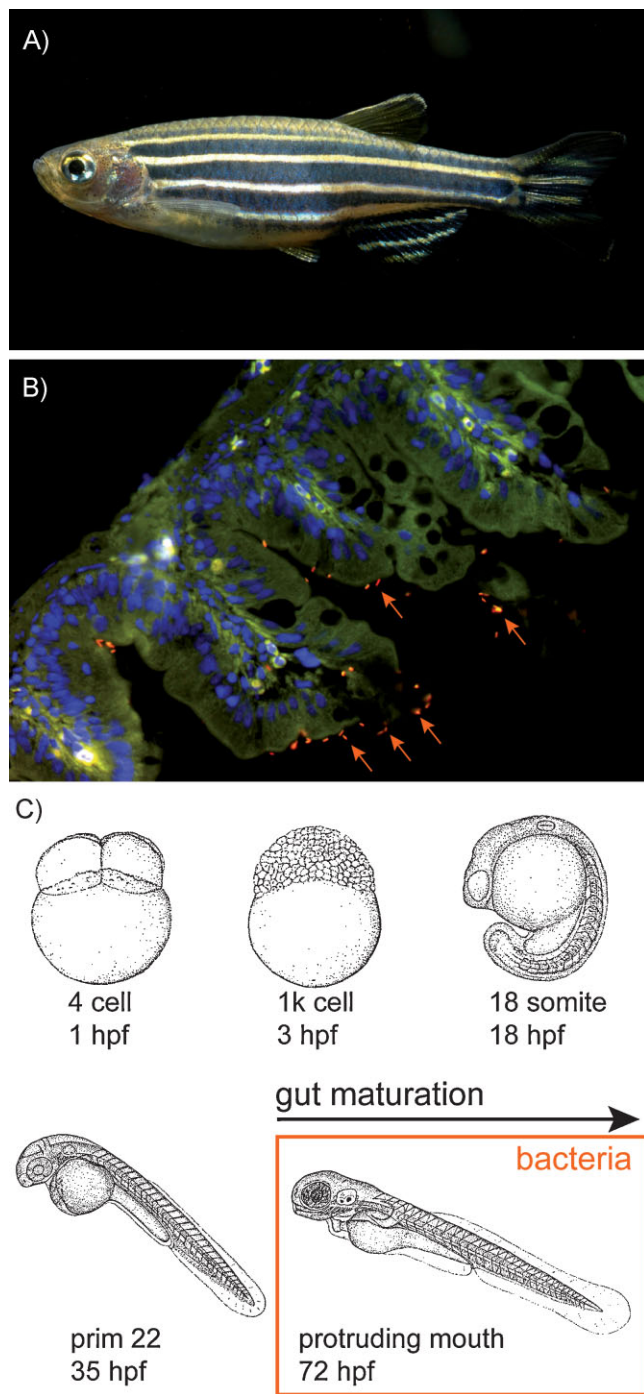 A)
B)
C)
4 cell
1 hpf
1k cell
3 hpf
18 somite
18 hpf
gut maturation
bacteria
prim 22
35 hpf
protruding mouth
72 hpf